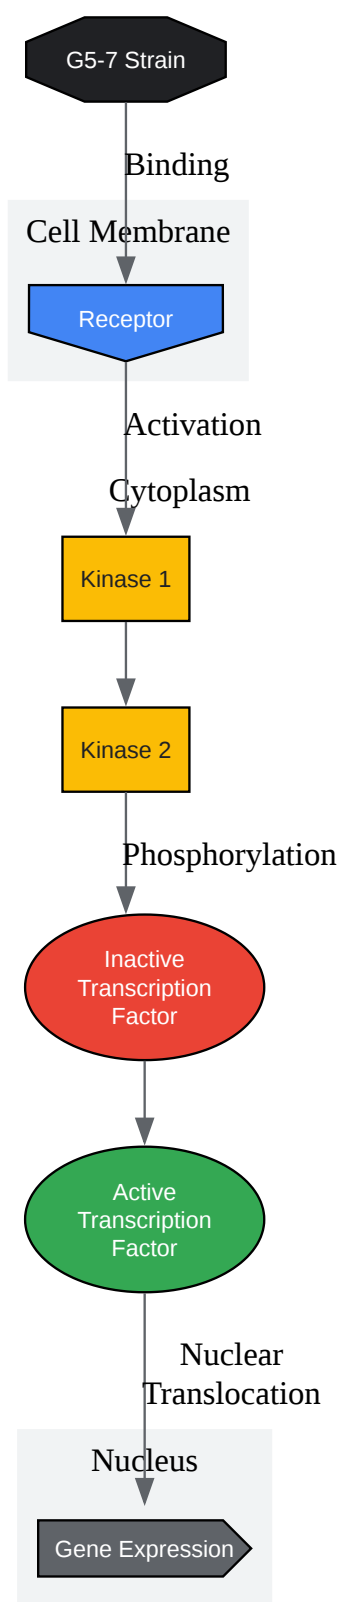 G5-7 Strain
Binding
Cell Membrane
Receptor
Activation
Cytoplasm
Kinase 1
Kinase 2
Phosphorylation
Inactive
Transcription
Factor
Active
Transcription
Factor
Nuclear
Translocation
Nucleus
Gene Expression